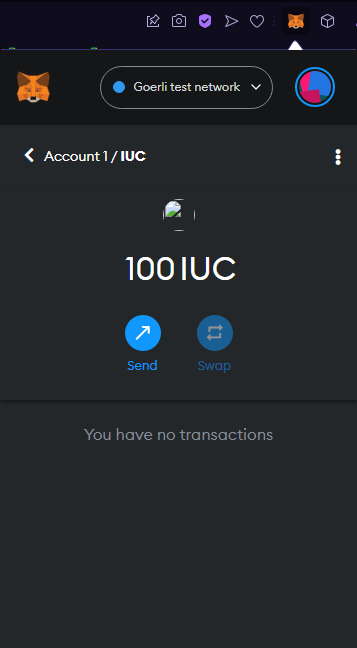 Goerli test network
Account 1 / IUC
100 IUC
Send
Swap
You have no transactions